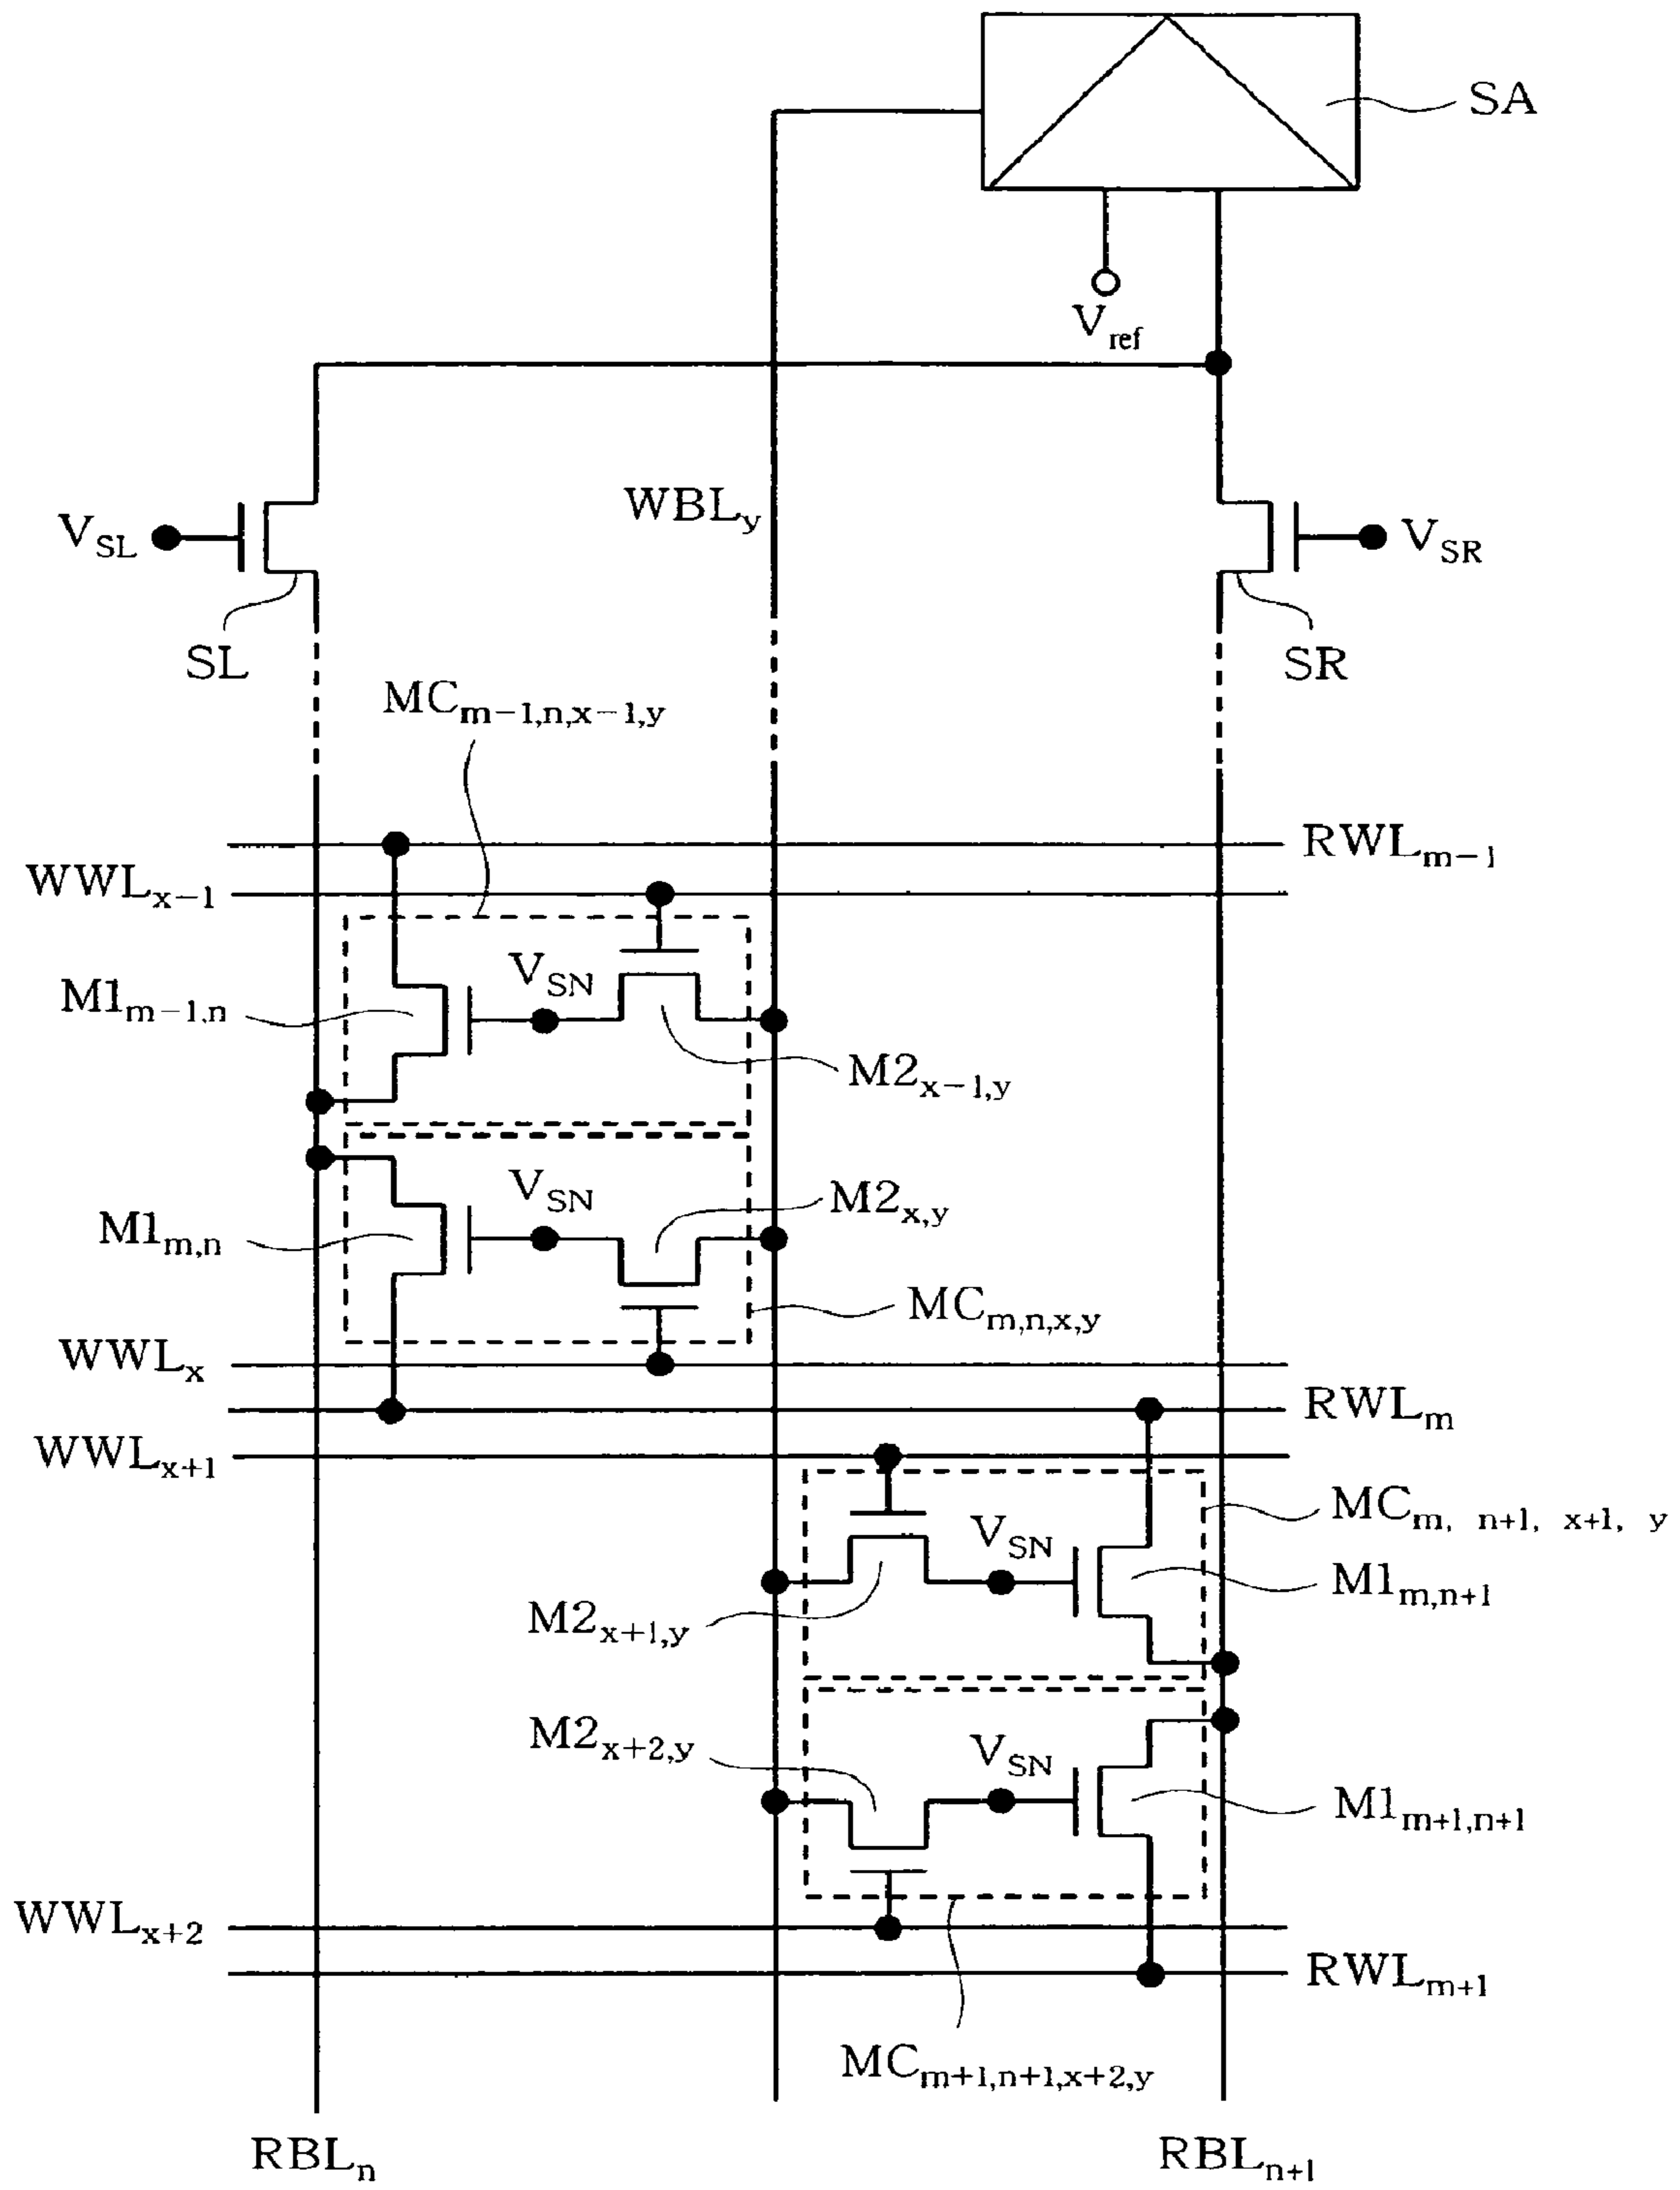 SA
V_ref
WBL_y
V_SL
V_SR
SL
SR
MC_m−1,n,x−1,y
RWL_m−1
WWL_x−1
V_SN
M1_m−1,n
M2_x−1,y
V_SN
M2_x,y
M1_m,n
MC_m,n,x,y
WWL_x
RWL_m
WWL_x+1
MC_m, n+1, x+1, y
V_SN
M1_m,n+1
M2_x+1,y
M2_x+2,y
V_SN
M1_m+1,n+1
WWL_x+2
RWL_m+1
MC_m+1,n+1,x+2,y
RBL_n
RBL_n+1